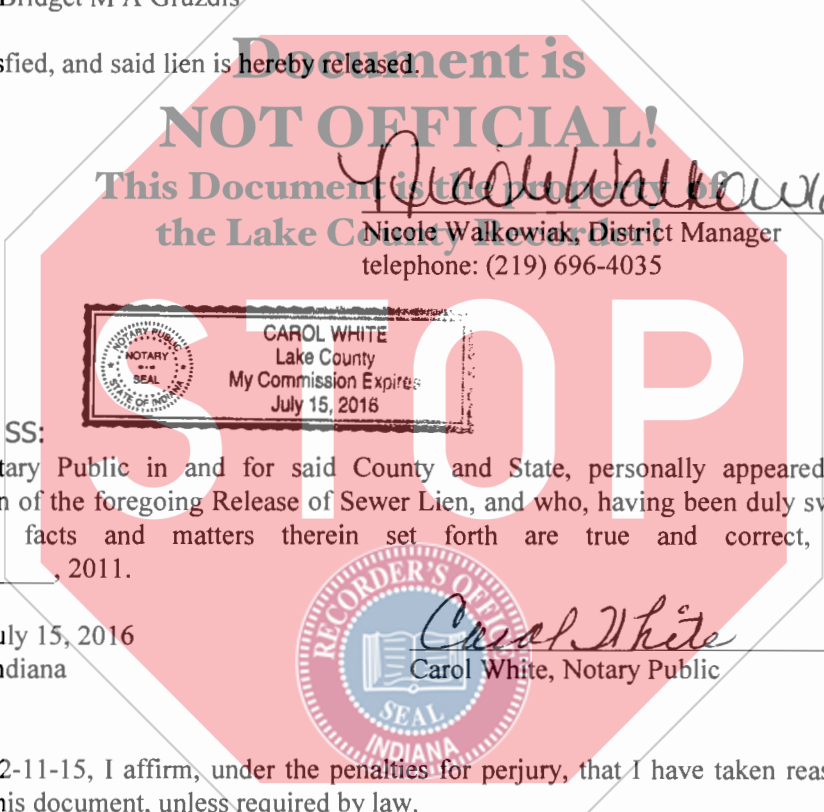 Bridget M A Gruzdis
sfied, and said lien is hereby released.
Document is
NOT OFFICIAL!
This Document is the property of
the Lake County Recorder!
Nicole Walkowia
Nicole Walkowiak, District Manager
telephone: (219) 696-4035
STOP
NOTARY PUBLIC
NOTARY
SEAL
STATE OF INDIANA
CAROL WHITE
Lake County
My Commission Expires
July 15, 2016
SS:
tary Public in and for said County and State, personally appeared
n of the foregoing Release of Sewer Lien, and who, having been duly sw
facts and matters therein set forth are true and correct,
, 2011.
RECORDER'S OFFICE
SEAL
INDIANA
uly 15, 2016
ndiana
Carol White
Carol White, Notary Public
2-11-15, I affirm, under the penalties for perjury, that I have taken reas
his document, unless required by law.